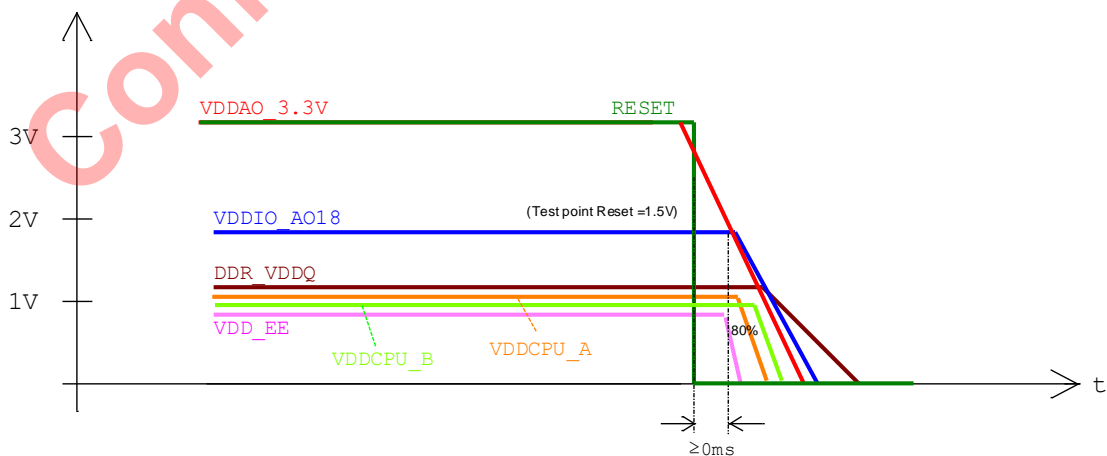 VDDAO_3.3V
RESET
3V
(Test point Reset =1.5V)
2V
VDDIO_AO18
DDR_VDDQ
1V
VDD_EE
80%
VDDCPU_B
VDDCPU_A
t
≥0ms